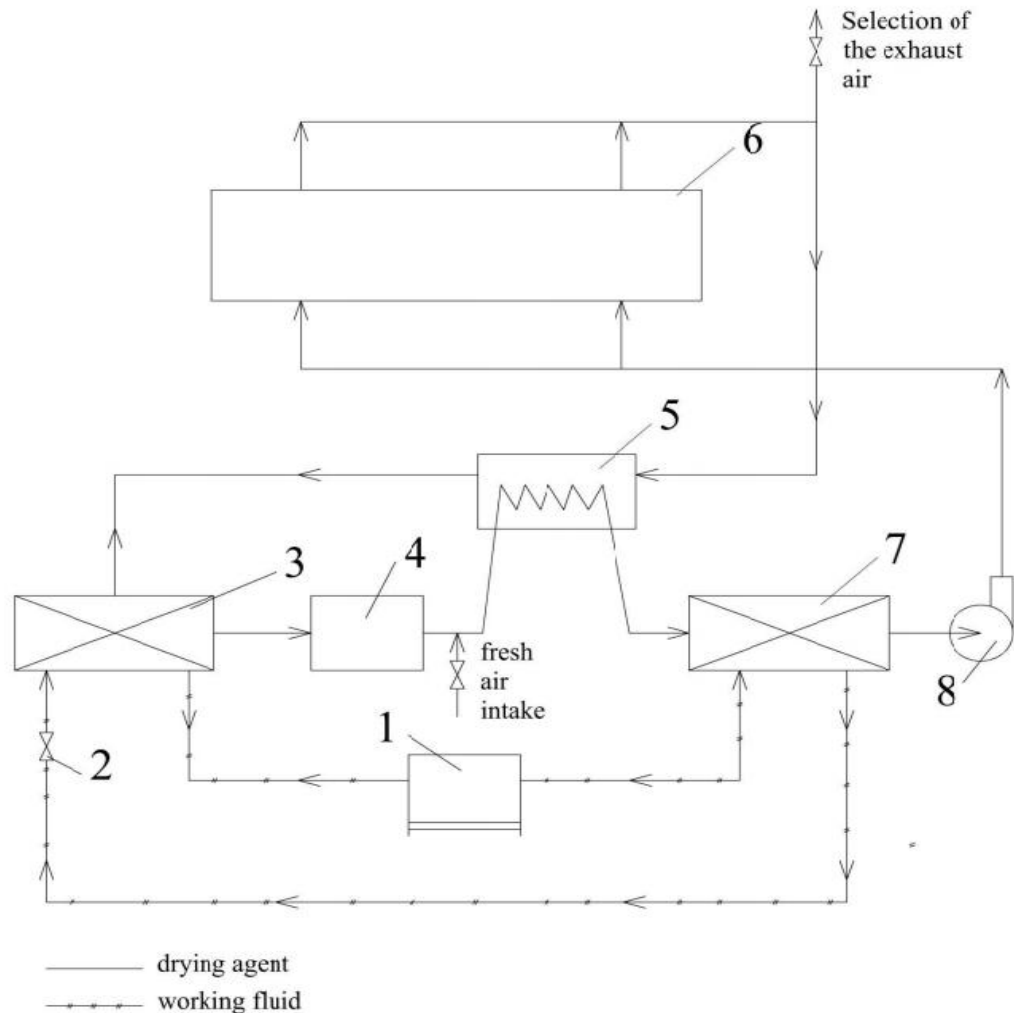 Selection of
the exhaust
air
6
5
3
4
7
fresh
air
intake
8
1
2
drying agent
working fluid